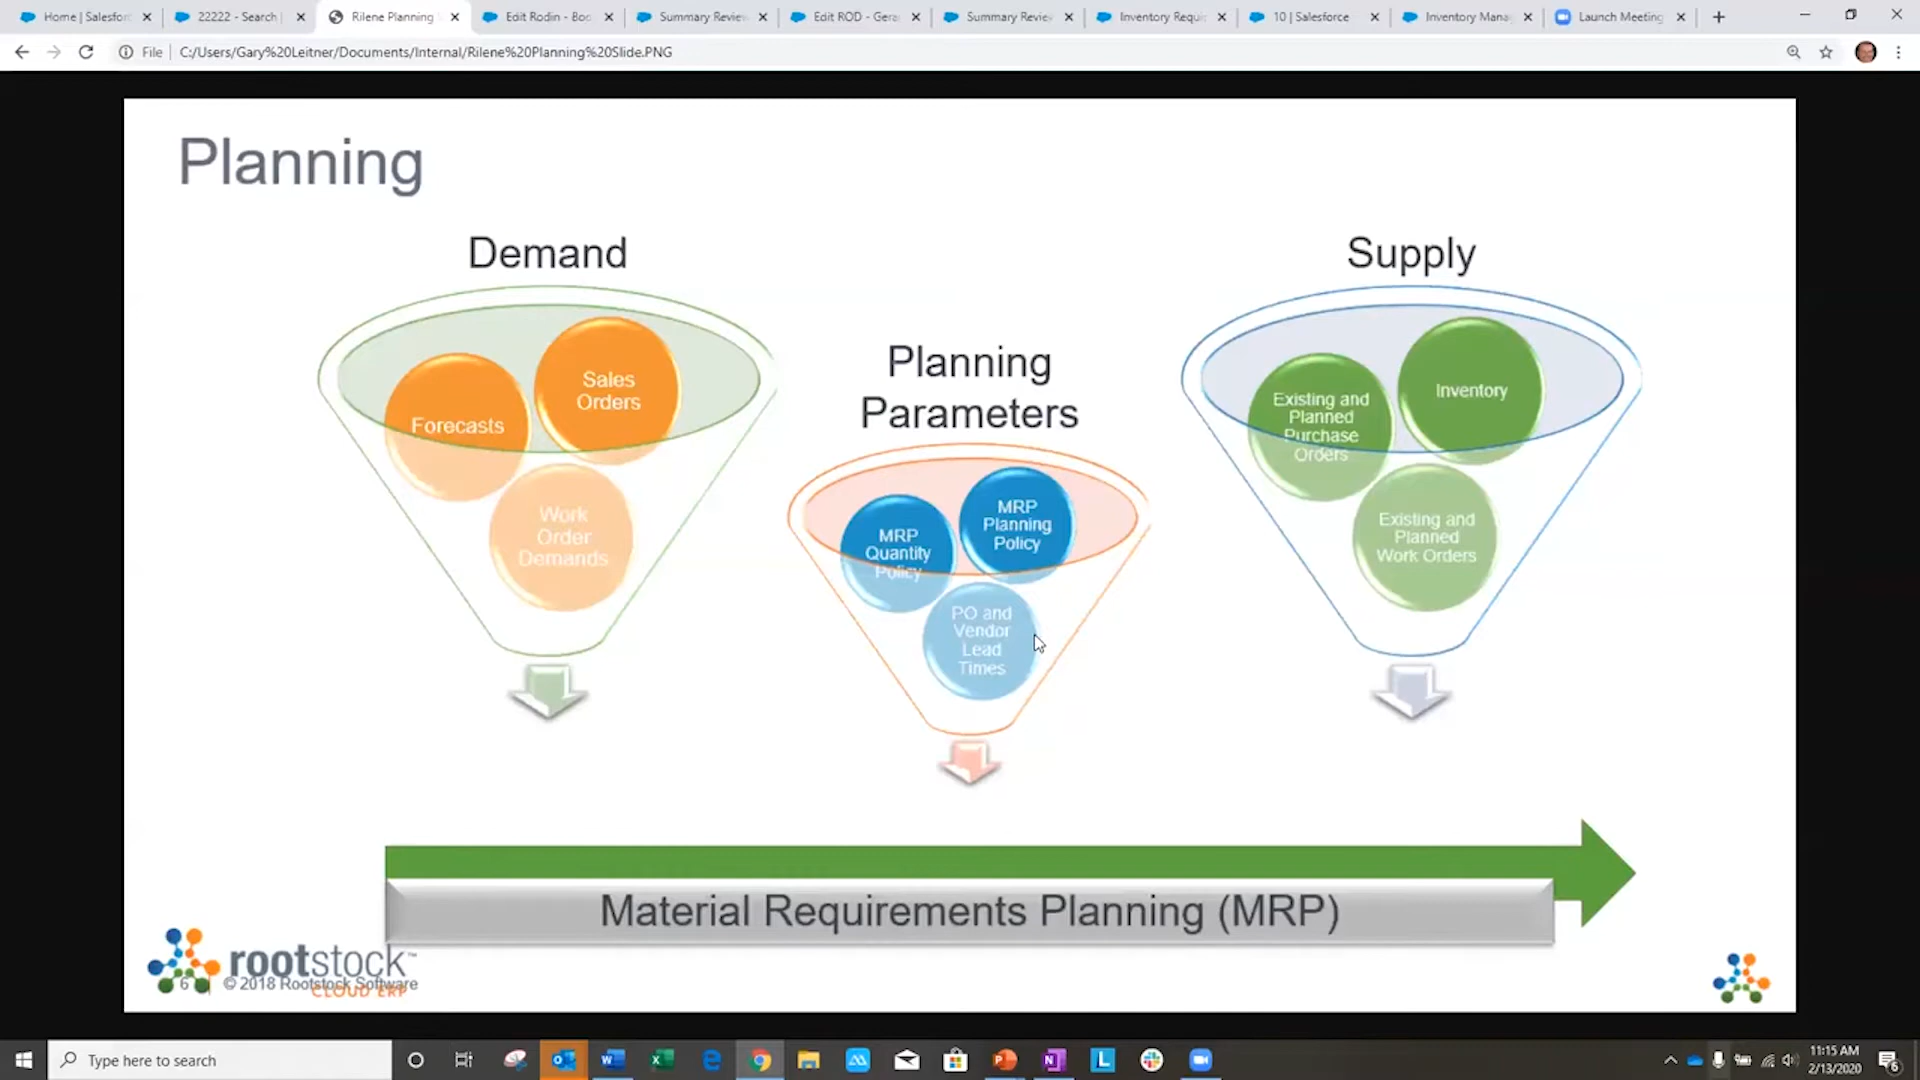 Home | Salesfor
22222 - Search |
Rilene Planning S
Edit Rodin - Boo
Summary Review
Edit ROD - Gera
Summary Review
Inventory Requir
10 | Salesforce
Inventory Mana
Launch Meeting
File
C:/Users/Gary%20Leitner/Documents/Internal/Rilene%20Planning%20Slide.PNG
Planning
Demand
Forecasts
Sales
Orders
Work
Order
Demands
Planning
Parameters
MRP
Quantity
Policy
MRP
Planning
Policy
PO and
Vendor
Lead
Times
Supply
Existing and
Planned
Purchase
Orders
Inventory
Existing and
Planned
Work Orders
Material Requirements Planning (MRP)
rootstock™
CLOUD ERP
6
© 2018 Rootstock Software
Type here to search
11:15 AM
2/13/2020
6